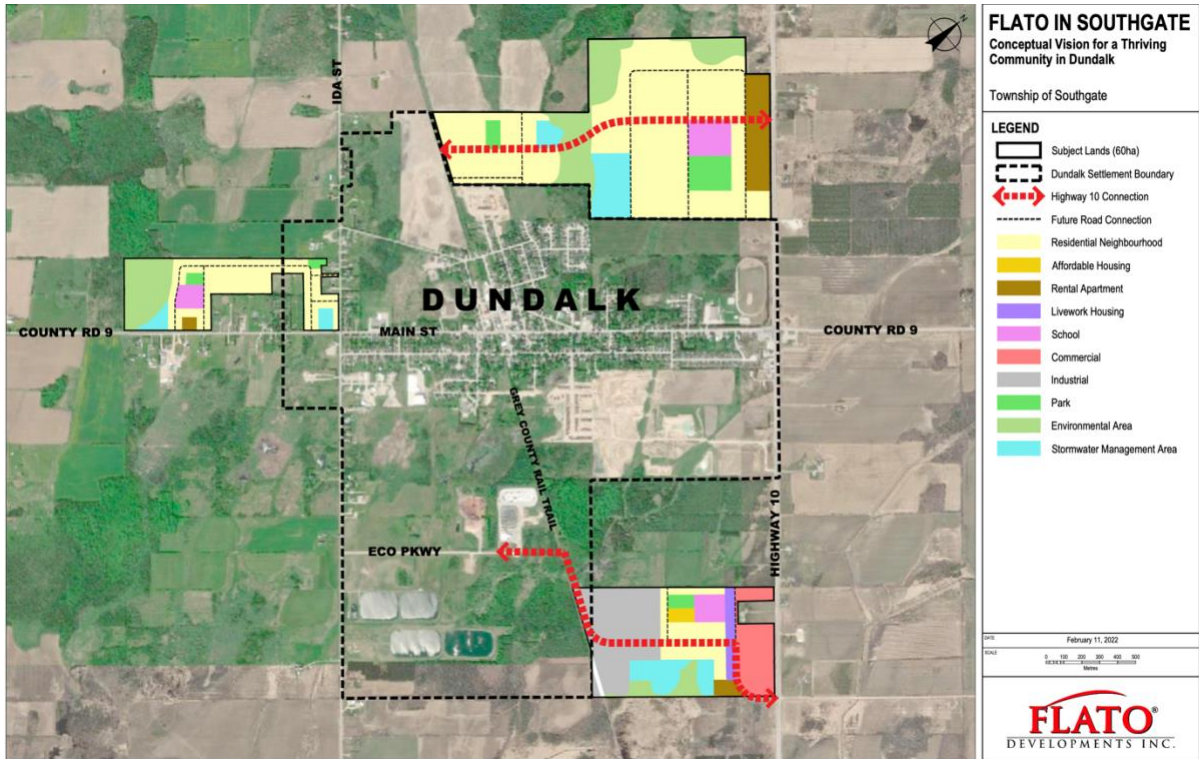 FLATO IN SOUTHGATE
Conceptual Vision for a Thriving
Community in Dundalk
Township of Southgate
LEGEND
Subject Lands (60ha)
Dundalk Settlement Boundary
Highway 10 Connection
Future Road Connection
Residential Neighbourhood
Affordable Housing
Rental Apartment
Livework Housing
School
Commercial
Industrial
Park
Environmental Area
Stormwater Management Area
N
IDA ST
DUNDALK
COUNTY RD 9
MAIN ST
COUNTY RD 9
GREY COUNTY RAIL TRAIL
HIGHWAY 10
ECO PKWY
DATE
February 11, 2022
SCALE
0 100 200 300 400 500
Metres
FLATO®
DEVELOPMENTS INC.